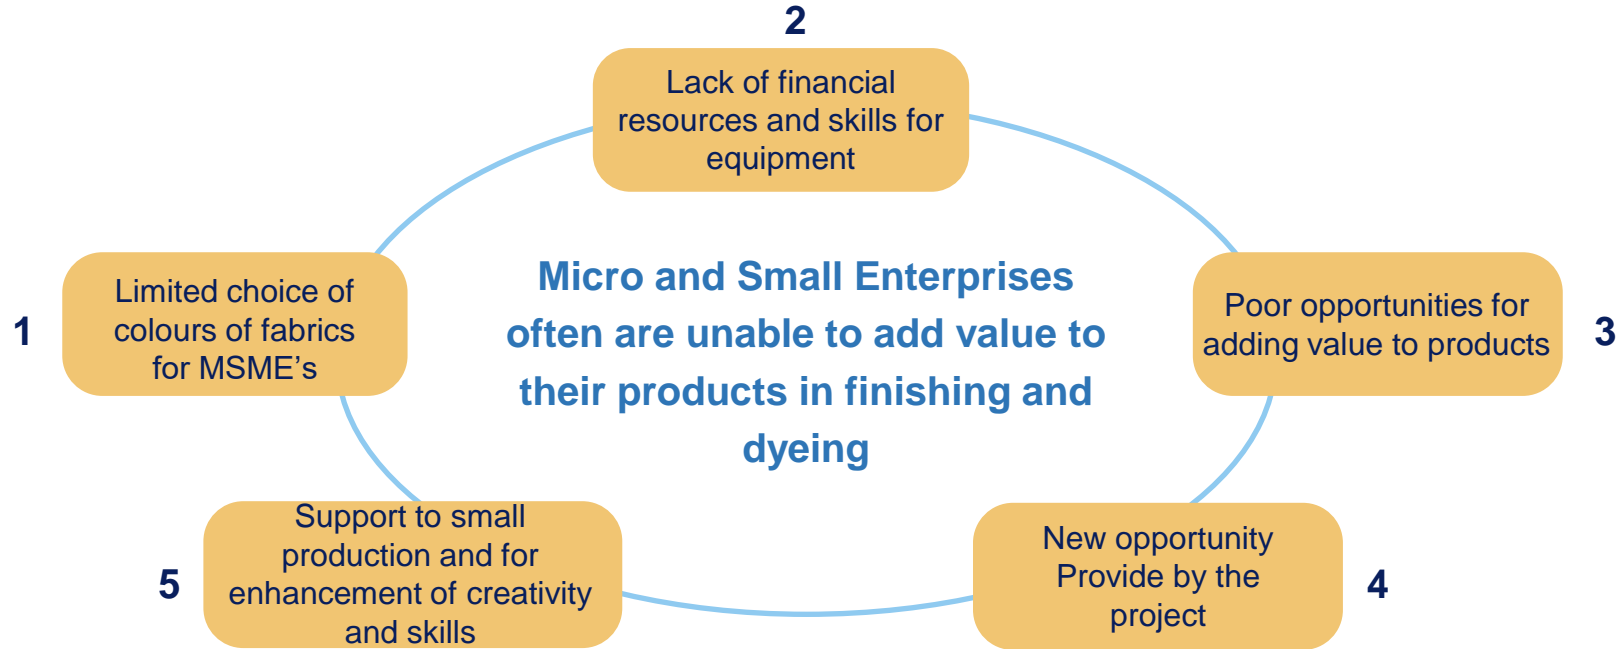 2
Lack of financial
resources and skills for
equipment
1
Limited choice of
colours of fabrics
for MSME’s
Micro and Small Enterprises
often are unable to add value to
their products in finishing and
dyeing
Poor opportunities for
adding value to products
3
5
Support to small
production and for
enhancement of creativity
and skills
New opportunity
Provide by the
project
4